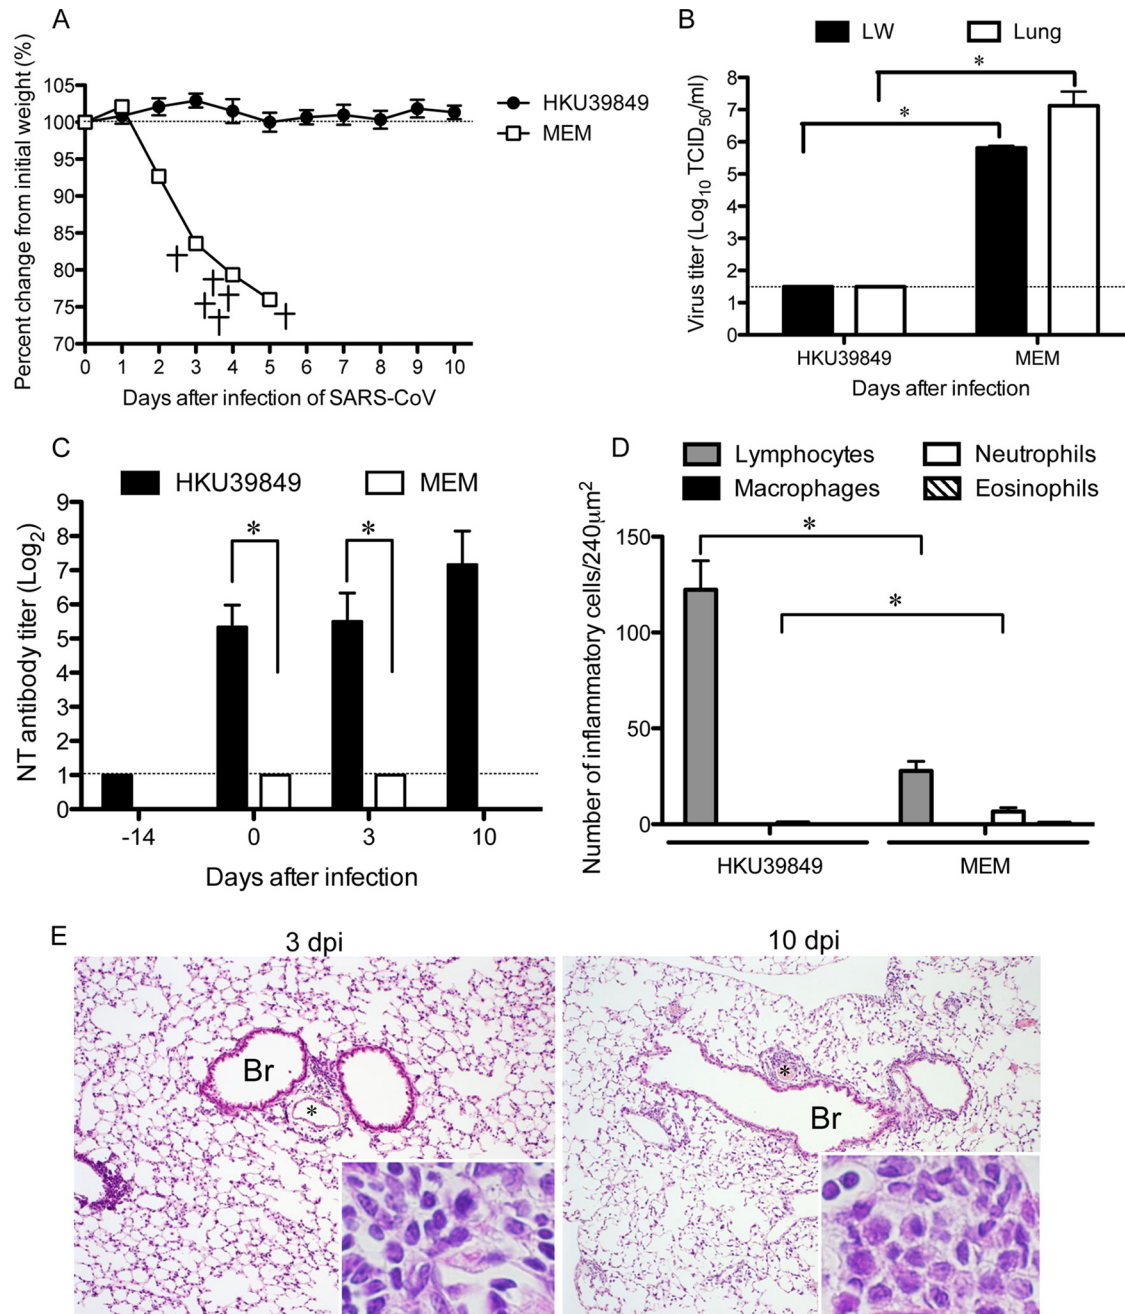 A
Percent change from initial weight (%)
105
100
95
90
85
80
75
70
0 1 2 3 4 5 6 7 8 9 10
Days after infection of SARS-CoV
HKU39849
MEM
B
LW Lung
Virus titer (Log10 TCID50/ml)
8
7
6
5
4
3
2
1
0
*
*
HKU39849 MEM
Days after infection
C
HKU39849 MEM
NT antibody titer (Log2)
9
8
7
6
5
4
3
2
1
0
* *
-14 0 3 10
Days after infection
D
Lymphocytes Neutrophils
Macrophages Eosinophils
Number of inflammatory cells/240μm2
150
100
50
0
*
*
HKU39849 MEM
E
3 dpi 10 dpi
Br
*
*
Br